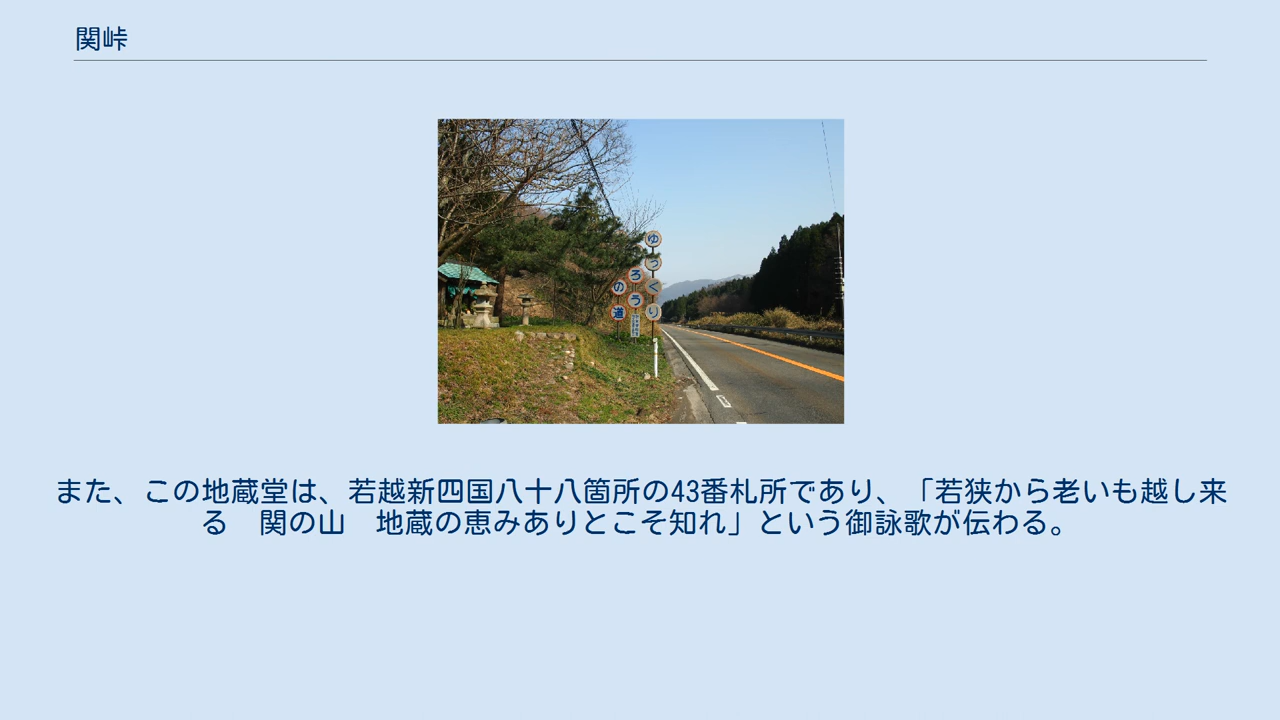 関峠
ゆっくり
ろう
の道
また、この地蔵堂は、若越新四国八十八箇所の43番札所であり、「若狭から老いも越し来
る　関の山　地蔵の恵みありとこそ知れ」という御詠歌が伝わる。